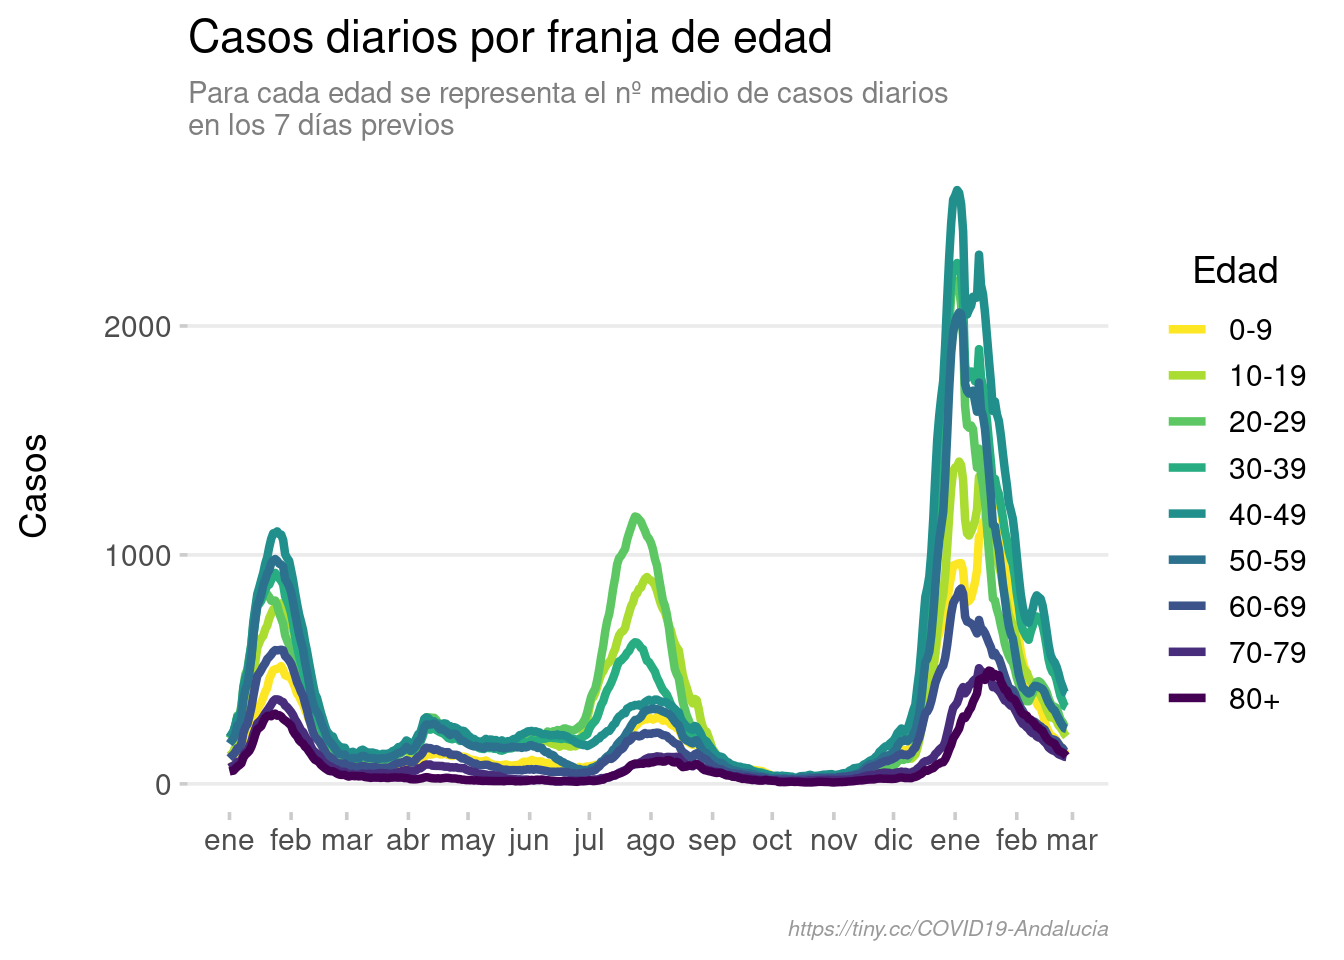 Casos diarios por franja de edad
Para cada edad se representa el nº medio de casos diarios
en los 7 días previos
Casos
2000
1000
0
ene feb mar abr may jun jul ago sep oct nov dic ene feb mar
Edad
0-9
10-19
20-29
30-39
40-49
50-59
60-69
70-79
80+
https://tiny.cc/COVID19-Andalucia